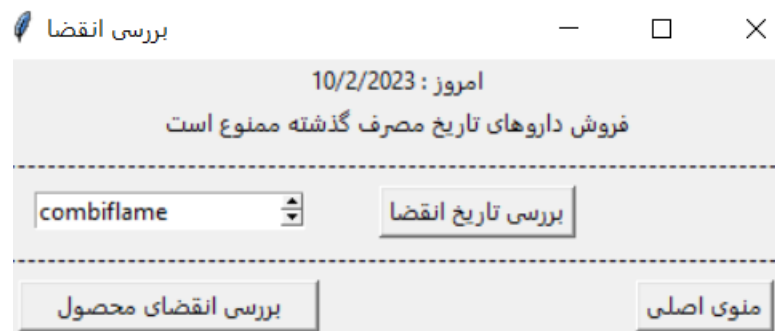 بررسی انقضا
امروز : 10/2/2023
فروش داروهای تاریخ مصرف گذشته ممنوع است
combiflame
بررسی تاریخ انقضا
بررسی انقضای محصول
منوی اصلی